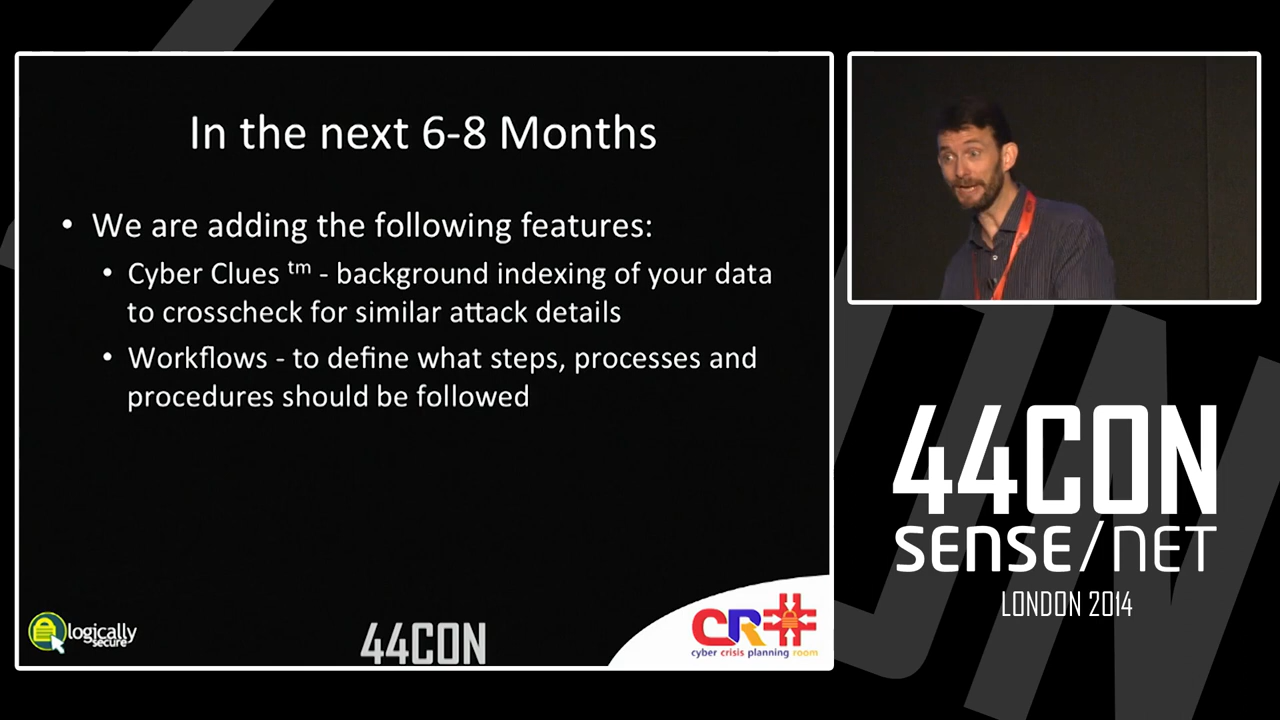 In the next 6-8 Months
• We are adding the following features:
• Cyber Clues tm - background indexing of your data
to crosscheck for similar attack details
• Workflows - to define what steps, processes and
procedures should be followed
logically
secure
44CON
CR
cyber crisis planning room
44CON
SENSE/NET
LONDON 2014